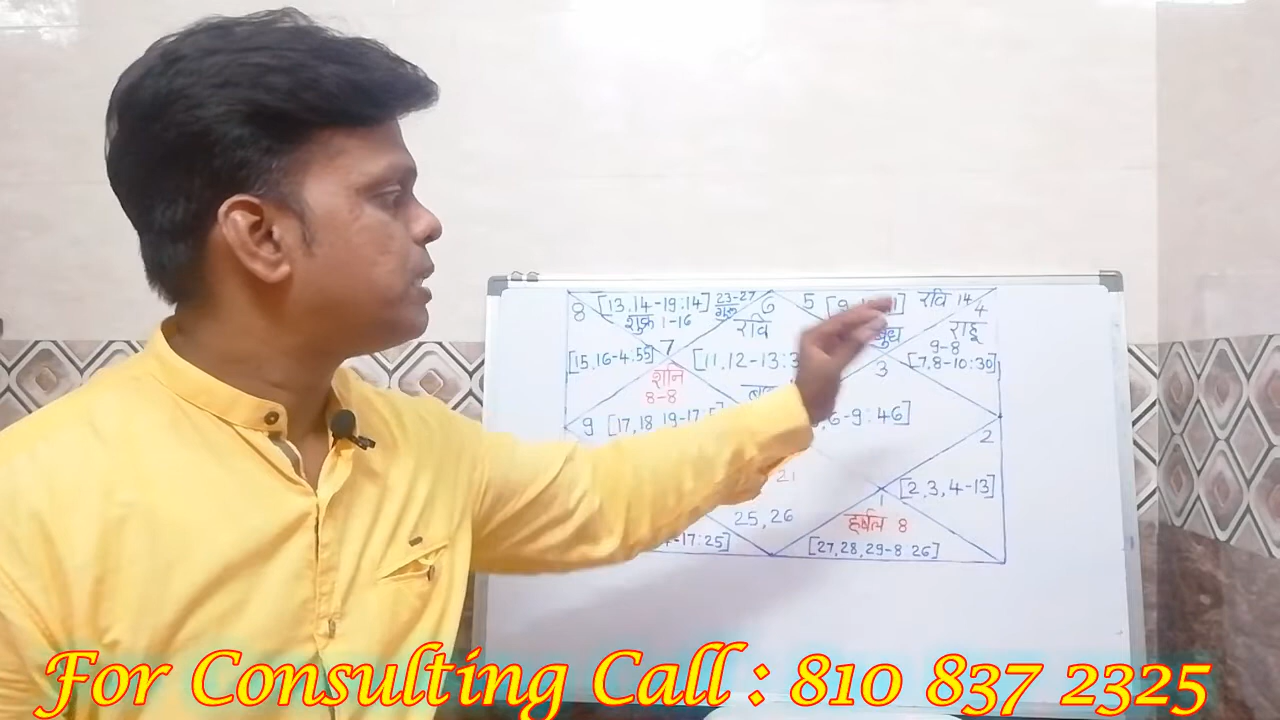 8 [13,14-19:14] 23-27 6 5 रवि 14 4
शुक्र 1-16 गुरू रवि बुध राहू
7 9-8
[15,16-4:55] [11,12-13:3 3 [7,8-10:30]
शनि
8-8
9 [17,18 19-17: 6-9:46]
2
21 [2,3,4-13]
25,26 1
हर्षल 8
-17:25] [27,28,29-8 26]
For Consulting Call : 810 837 2325